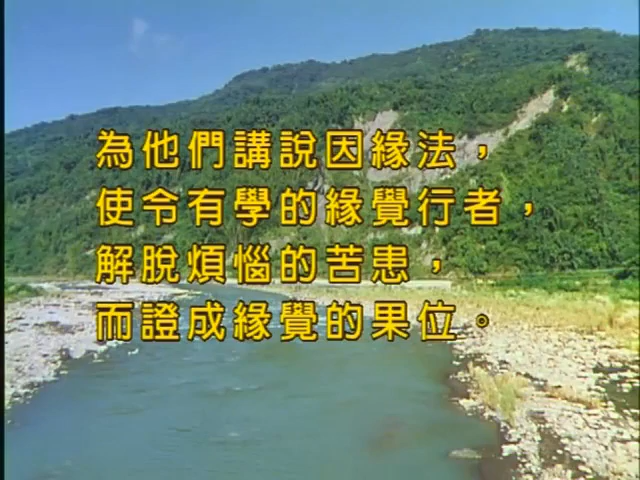 為他們講說因緣法，
使令有學的緣覺行者，
解脫煩惱的苦患，
而證成緣覺的果位。